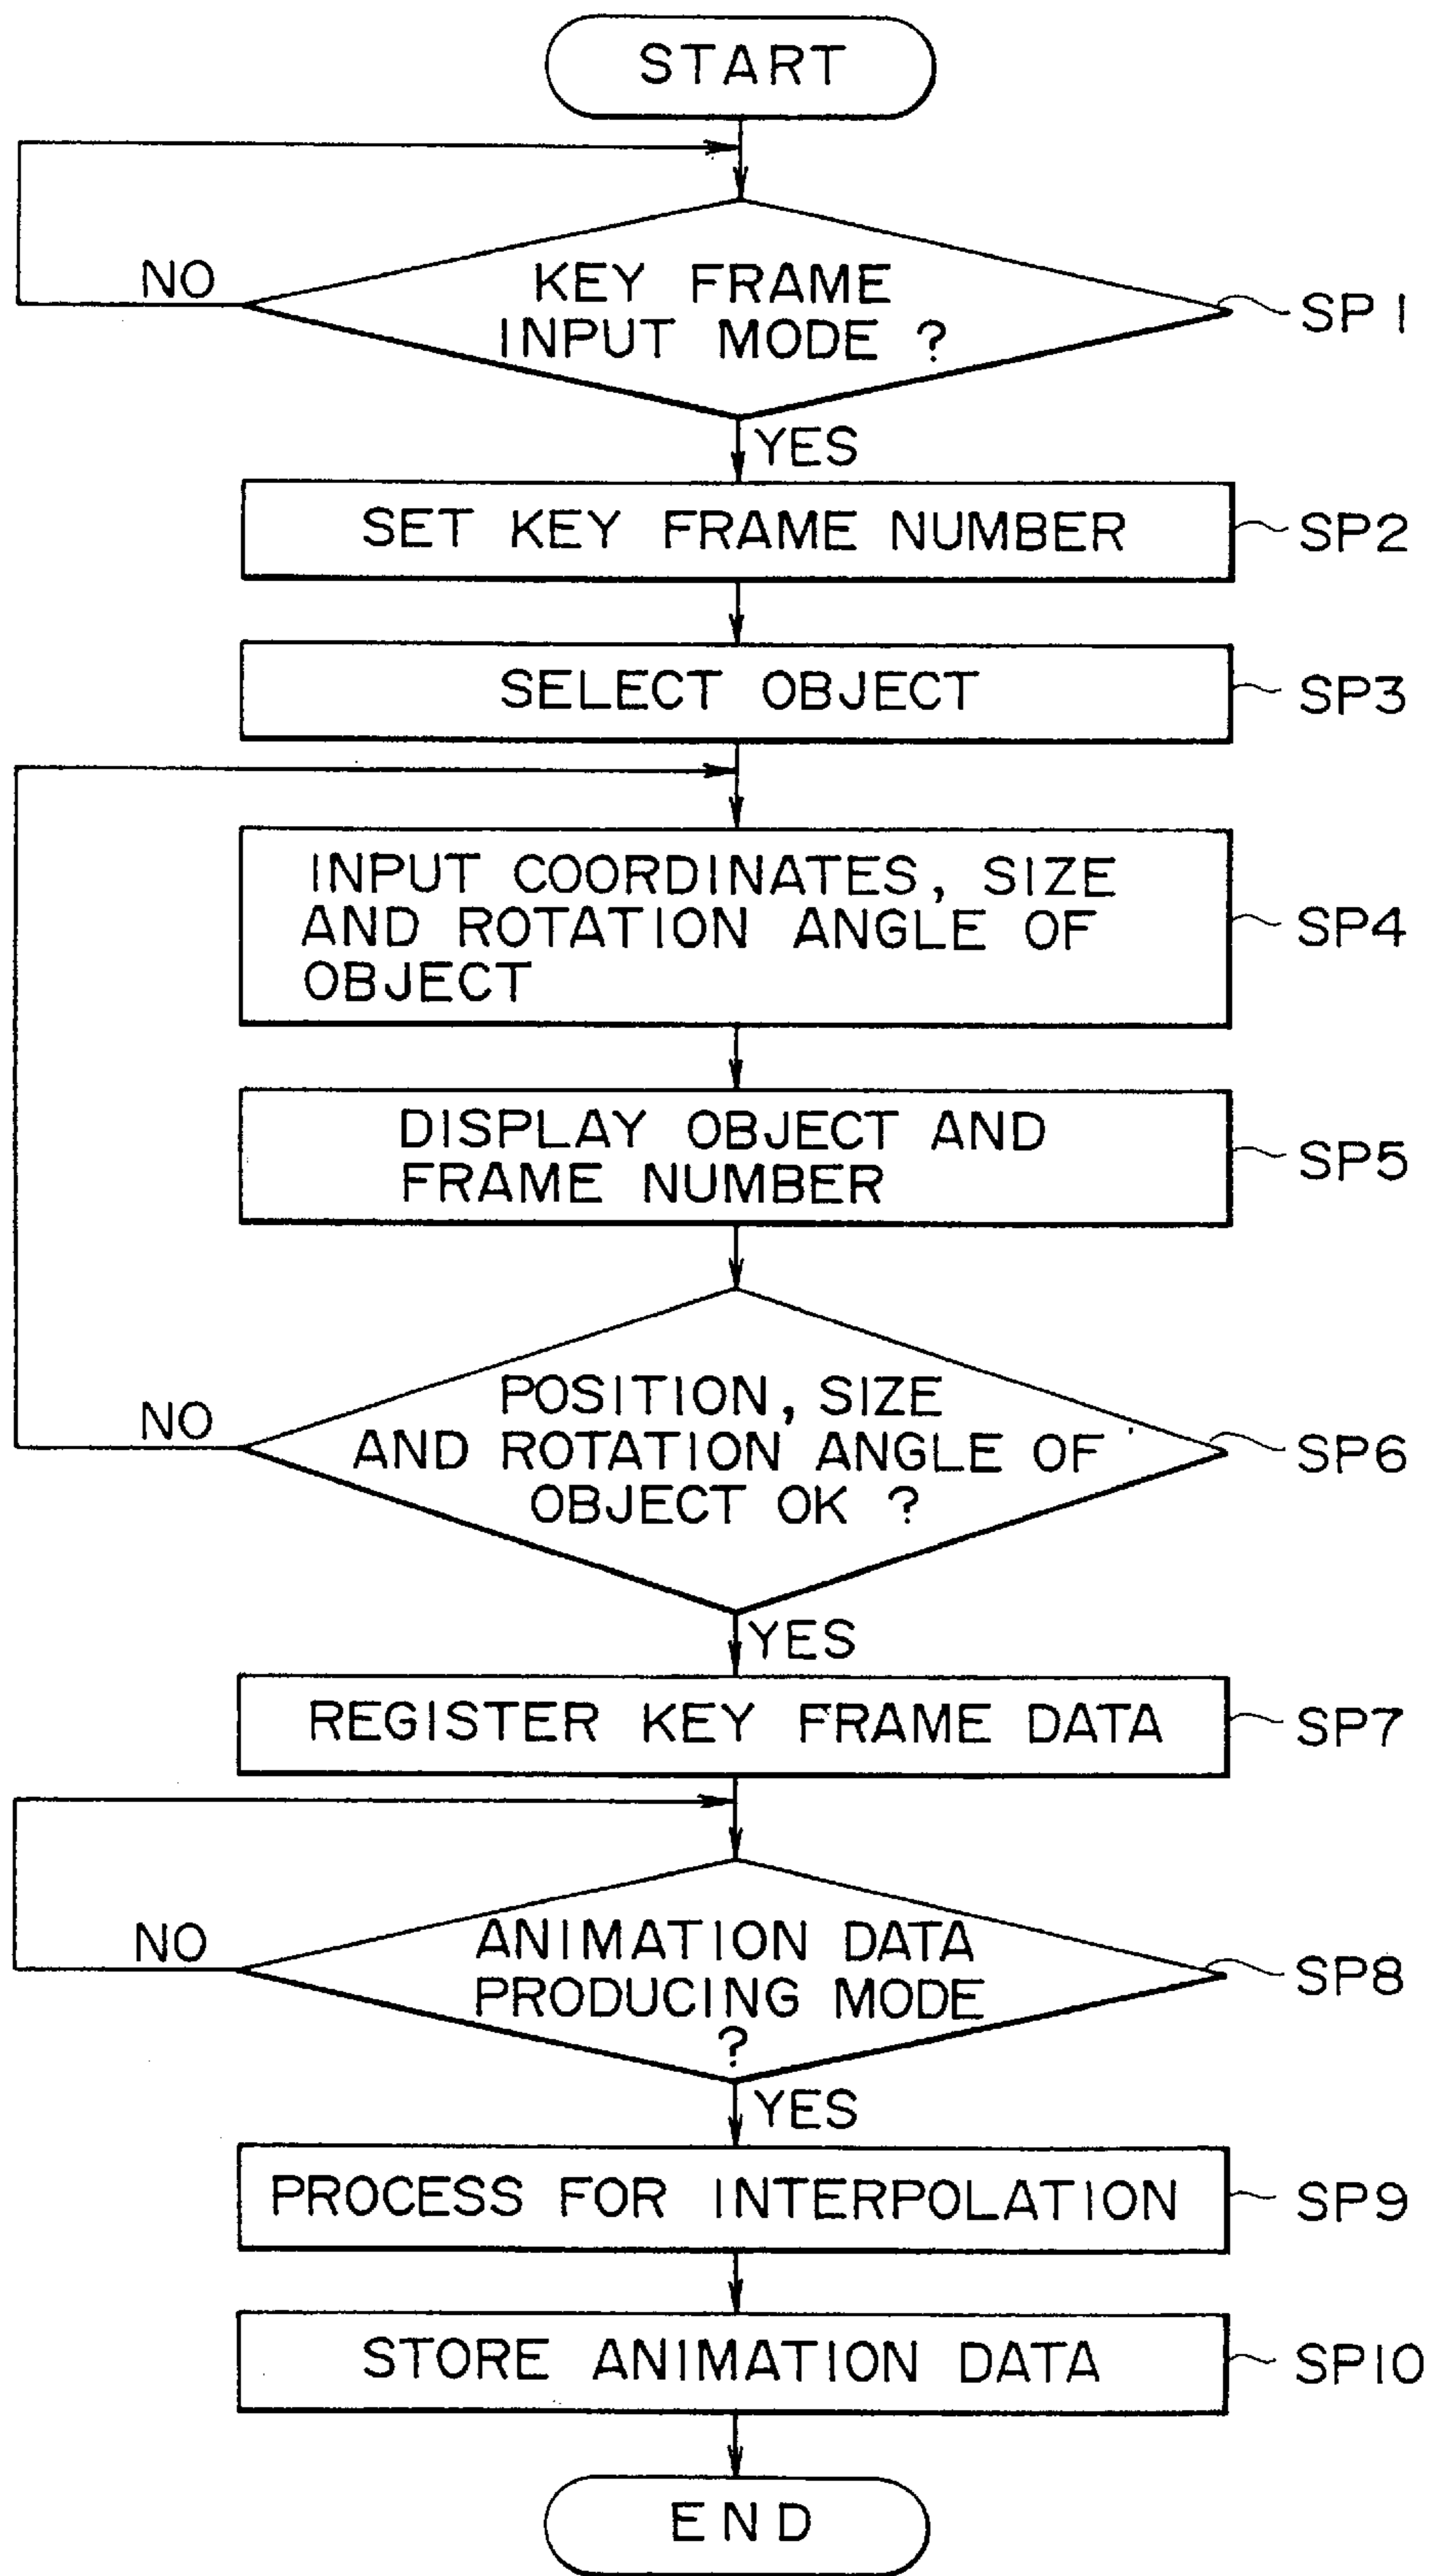 START
NO
KEY FRAME
INPUT MODE ?
SP1
YES
SET KEY FRAME NUMBER
SP2
SELECT OBJECT
SP3
INPUT COORDINATES, SIZE
AND ROTATION ANGLE OF
OBJECT
SP4
DISPLAY OBJECT AND
FRAME NUMBER
SP5
NO
POSITION, SIZE
AND ROTATION ANGLE OF
OBJECT OK ?
SP6
YES
REGISTER KEY FRAME DATA
SP7
NO
ANIMATION DATA
PRODUCING MODE
?
SP8
YES
PROCESS FOR INTERPOLATION
SP9
STORE ANIMATION DATA
SP10
END